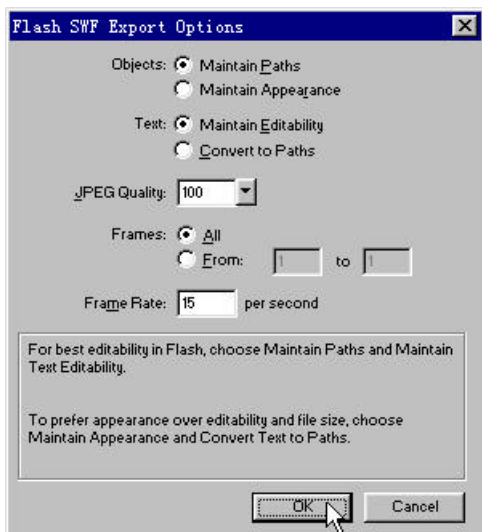 Flash SWF Export Options
Objects: Maintain Paths
Maintain Appearance
Text: Maintain Editability
Convert to Paths
JPEG Quality: 100
Frames: All
From: 1 to 1
Frame Rate: 15 per second
For best editability in Flash, choose Maintain Paths and Maintain
Text Editability.
To prefer appearance over editability and file size, choose
Maintain Appearance and Convert Text to Paths.
OK Cancel